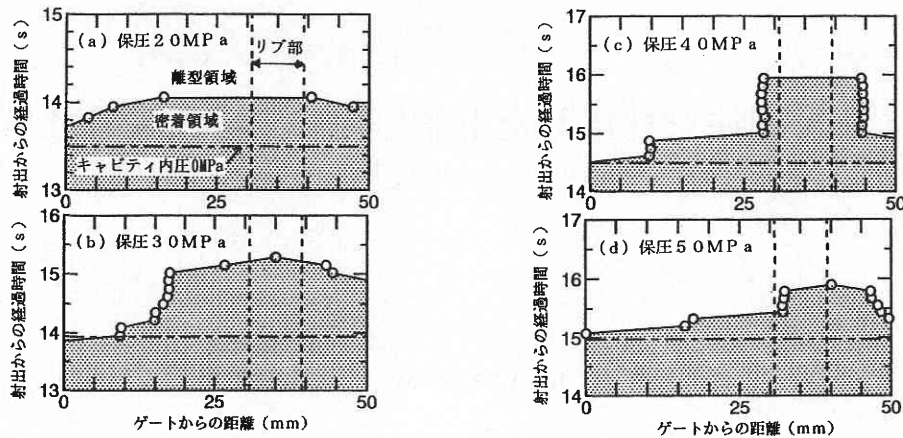 射出からの経過時間(s)
15
14
13
(a)保圧20MPa
リブ部
離型領域
密着領域
キャビティ内圧0MPa
射出からの経過時間(s)
16
15
14
13
(b)保圧30MPa
0
25
50
ゲートからの距離(mm)
射出からの経過時間(s)
17
16
15
14
(c)保圧40MPa
0
25
50
射出からの経過時間(s)
17
16
15
14
(d)保圧50MPa
0
25
50
ゲートからの距離(mm)